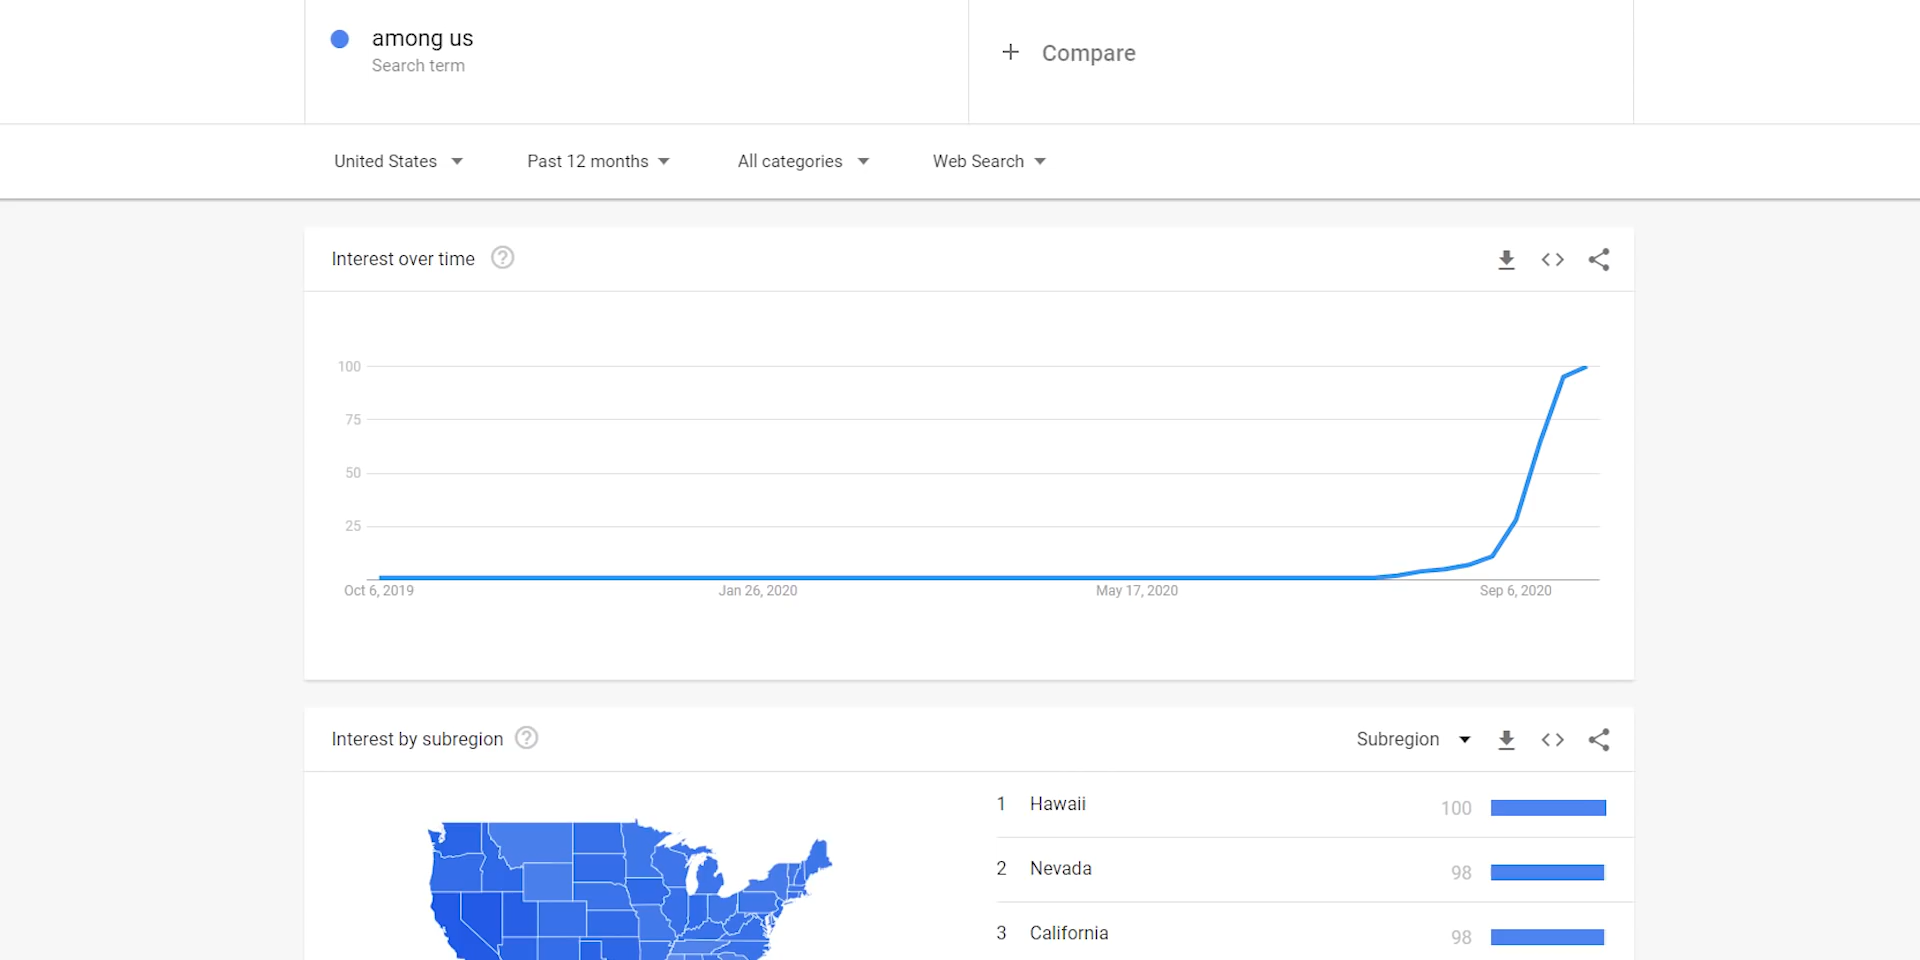 among us
Search term
+ Compare
United States Past 12 months All categories Web Search
Interest over time ?
100
75
50
25
Oct 6, 2019 Jan 26, 2020 May 17, 2020 Sep 6, 2020
Interest by subregion ? Subregion
1 Hawaii 100
2 Nevada 98
3 California 98